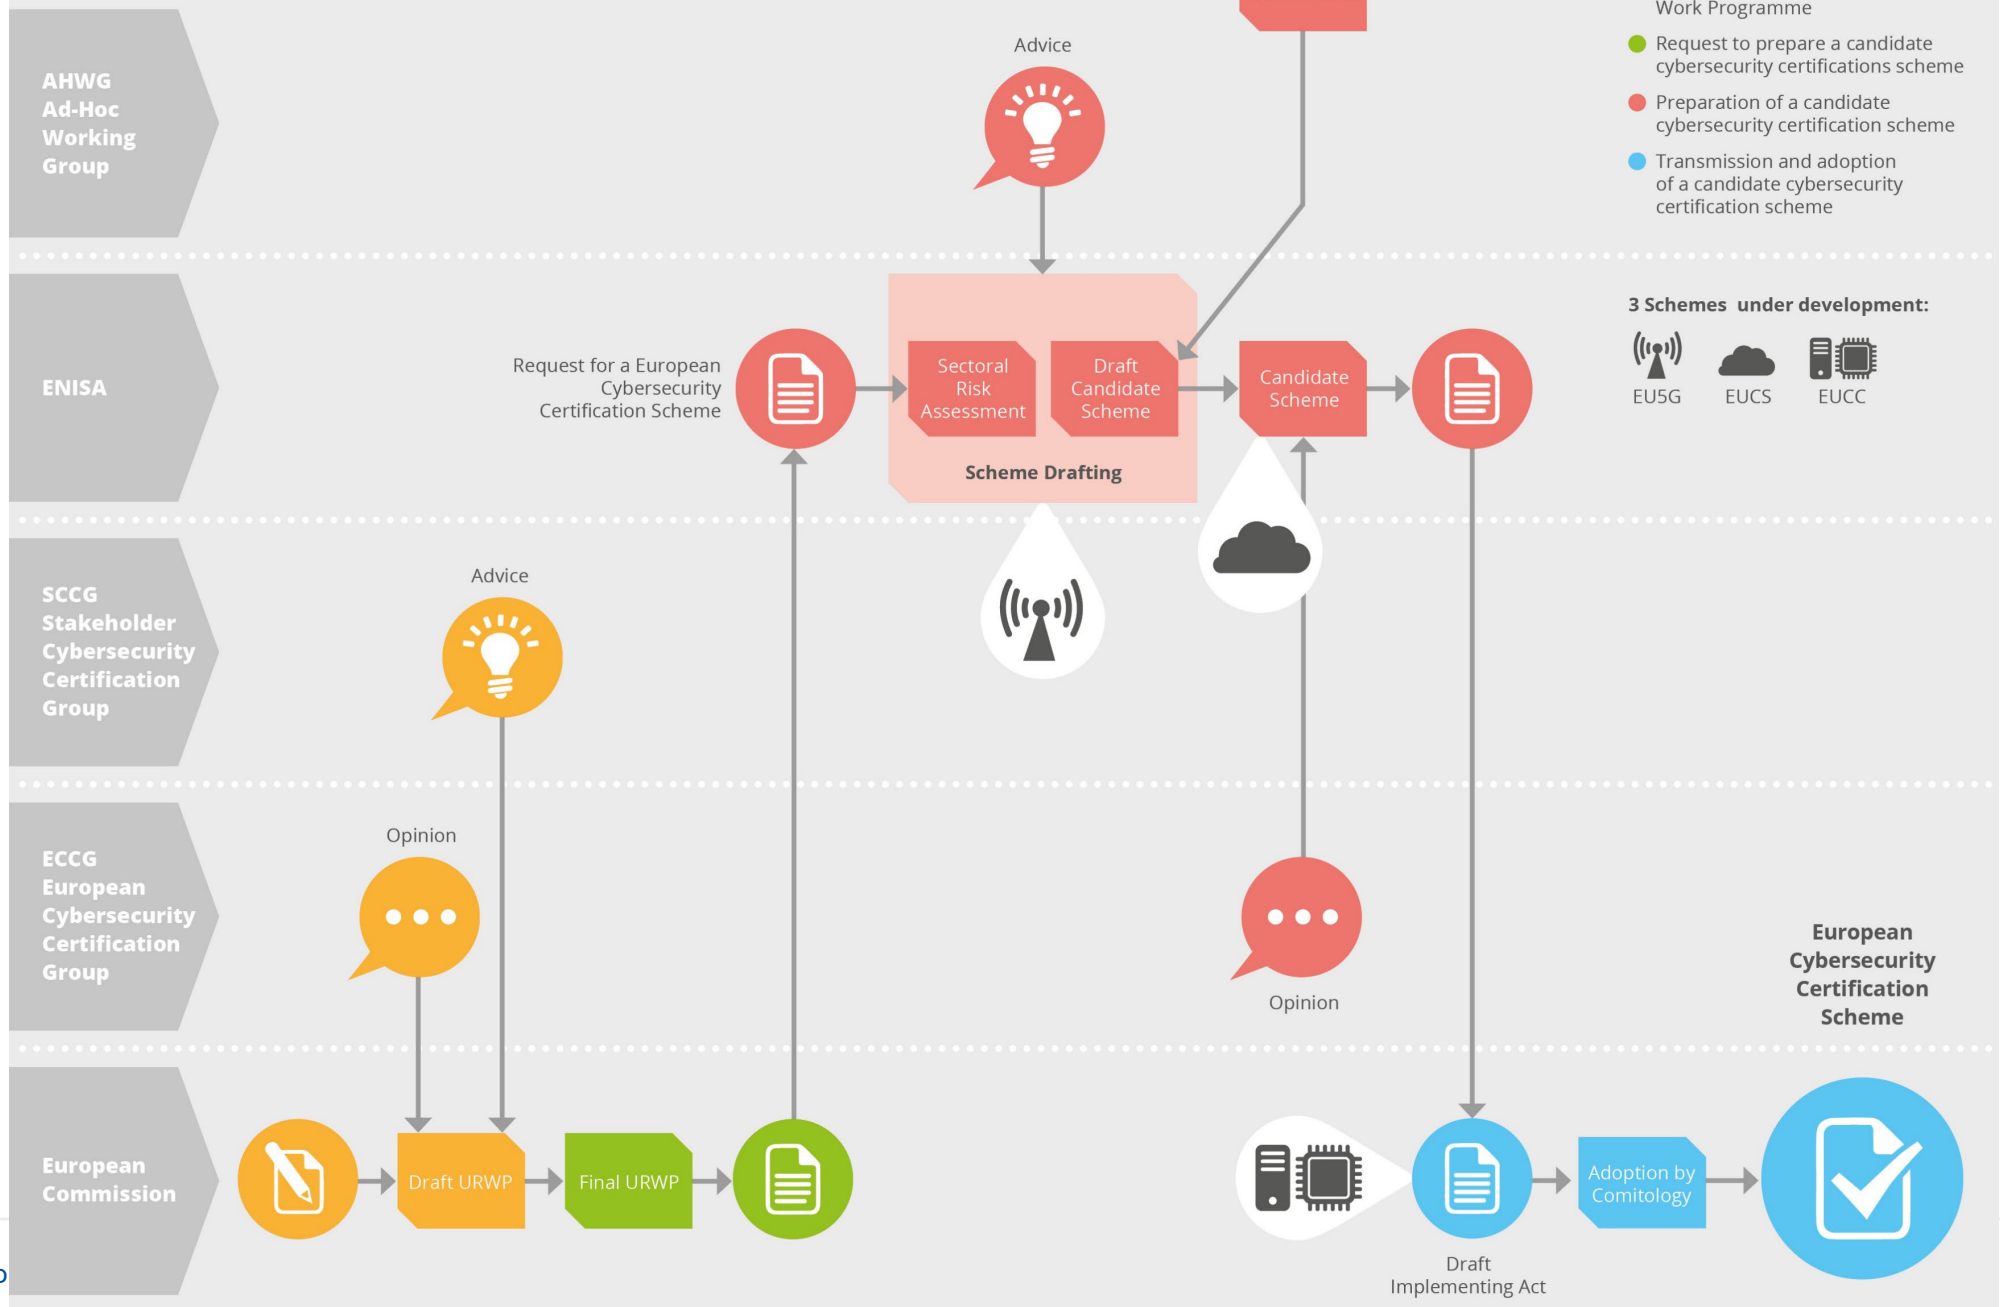 Work Programme
Request to prepare a candidate
cybersecurity certifications scheme
Preparation of a candidate
cybersecurity certification scheme
Transmission and adoption
of a candidate cybersecurity
certification scheme
AHWG
Ad-Hoc
Working
Group
Advice
ENISA
Request for a European
Cybersecurity
Certification Scheme
Sectoral
Risk
Assessment
Draft
Candidate
Scheme
Scheme Drafting
Candidate
Scheme
3 Schemes under development:
EU5G
EUCS
EUCC
SCCG
Stakeholder
Cybersecurity
Certification
Group
Advice
ECCG
European
Cybersecurity
Certification
Group
Opinion
Opinion
European
Cybersecurity
Certification
Scheme
European
Commission
Draft URWP
Final URWP
Draft
Implementing Act
Adoption by
Comitology